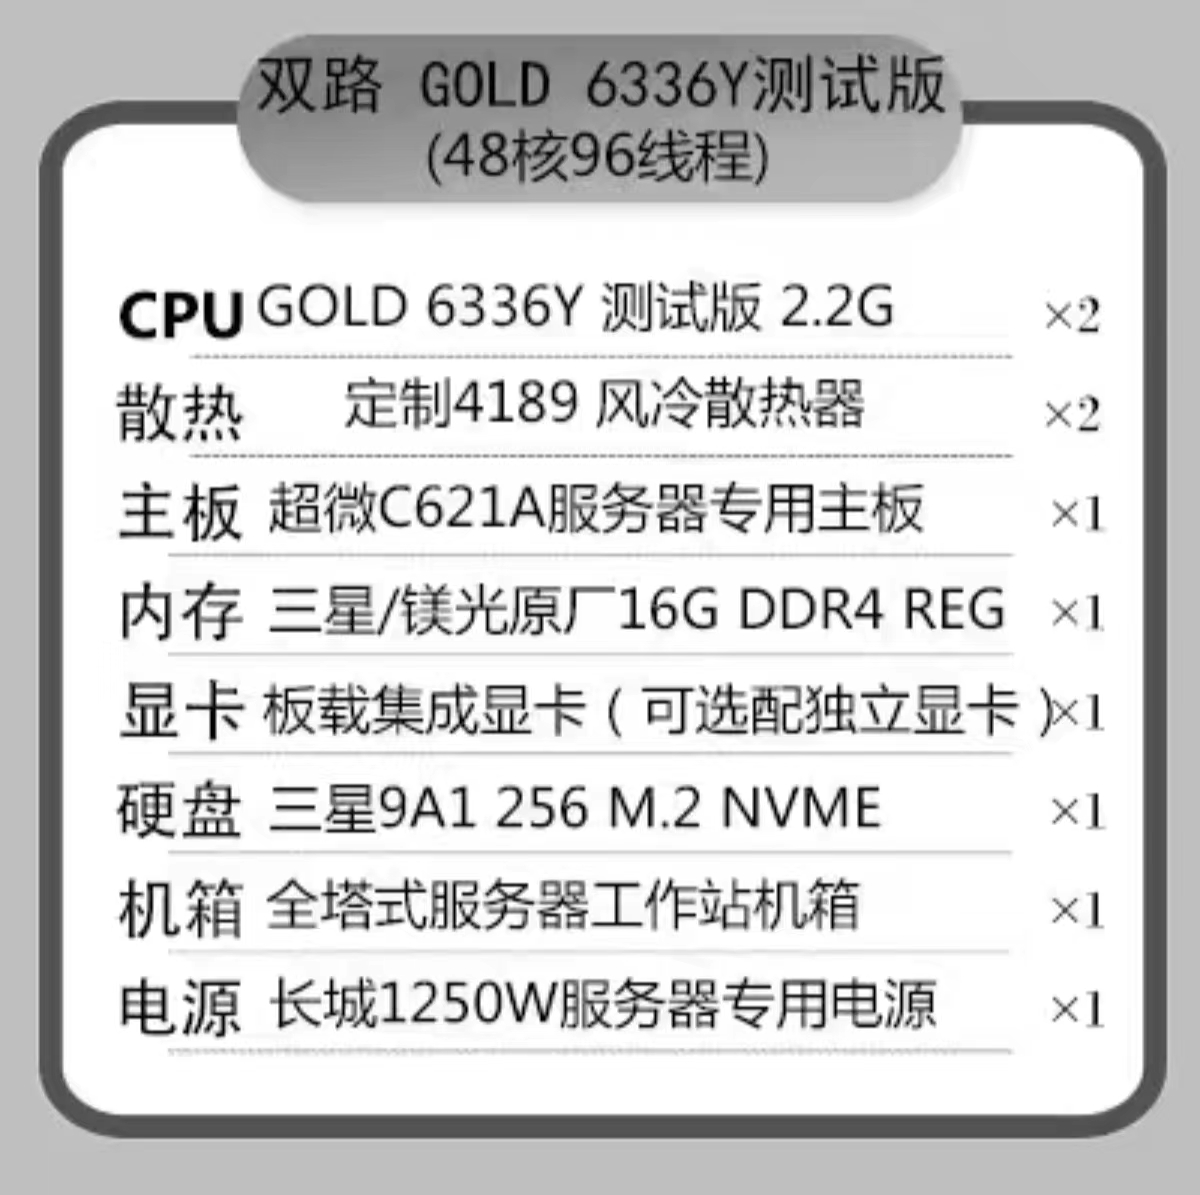 双路 GOLD 6336Y测试版
(48核96线程)
CPU GOLD 6336Y 测试版 2.2G ×2
散热 定制4189 风冷散热器 ×2
主板 超微C621A服务器专用主板 ×1
内存 三星/镁光原厂16G DDR4 REG ×1
显卡 板载集成显卡（可选配独立显卡）×1
硬盘 三星9A1 256 M.2 NVME ×1
机箱 全塔式服务器工作站机箱 ×1
电源 长城1250W服务器专用电源 ×1